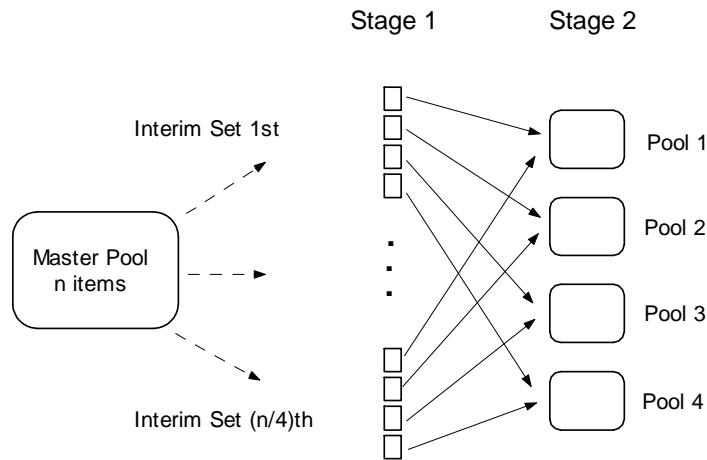 Stage 1
Stage 2
Interim Set 1st
Pool 1
Pool 2
Master Pool
n items
Pool 3
Pool 4
Interim Set (n/4)th